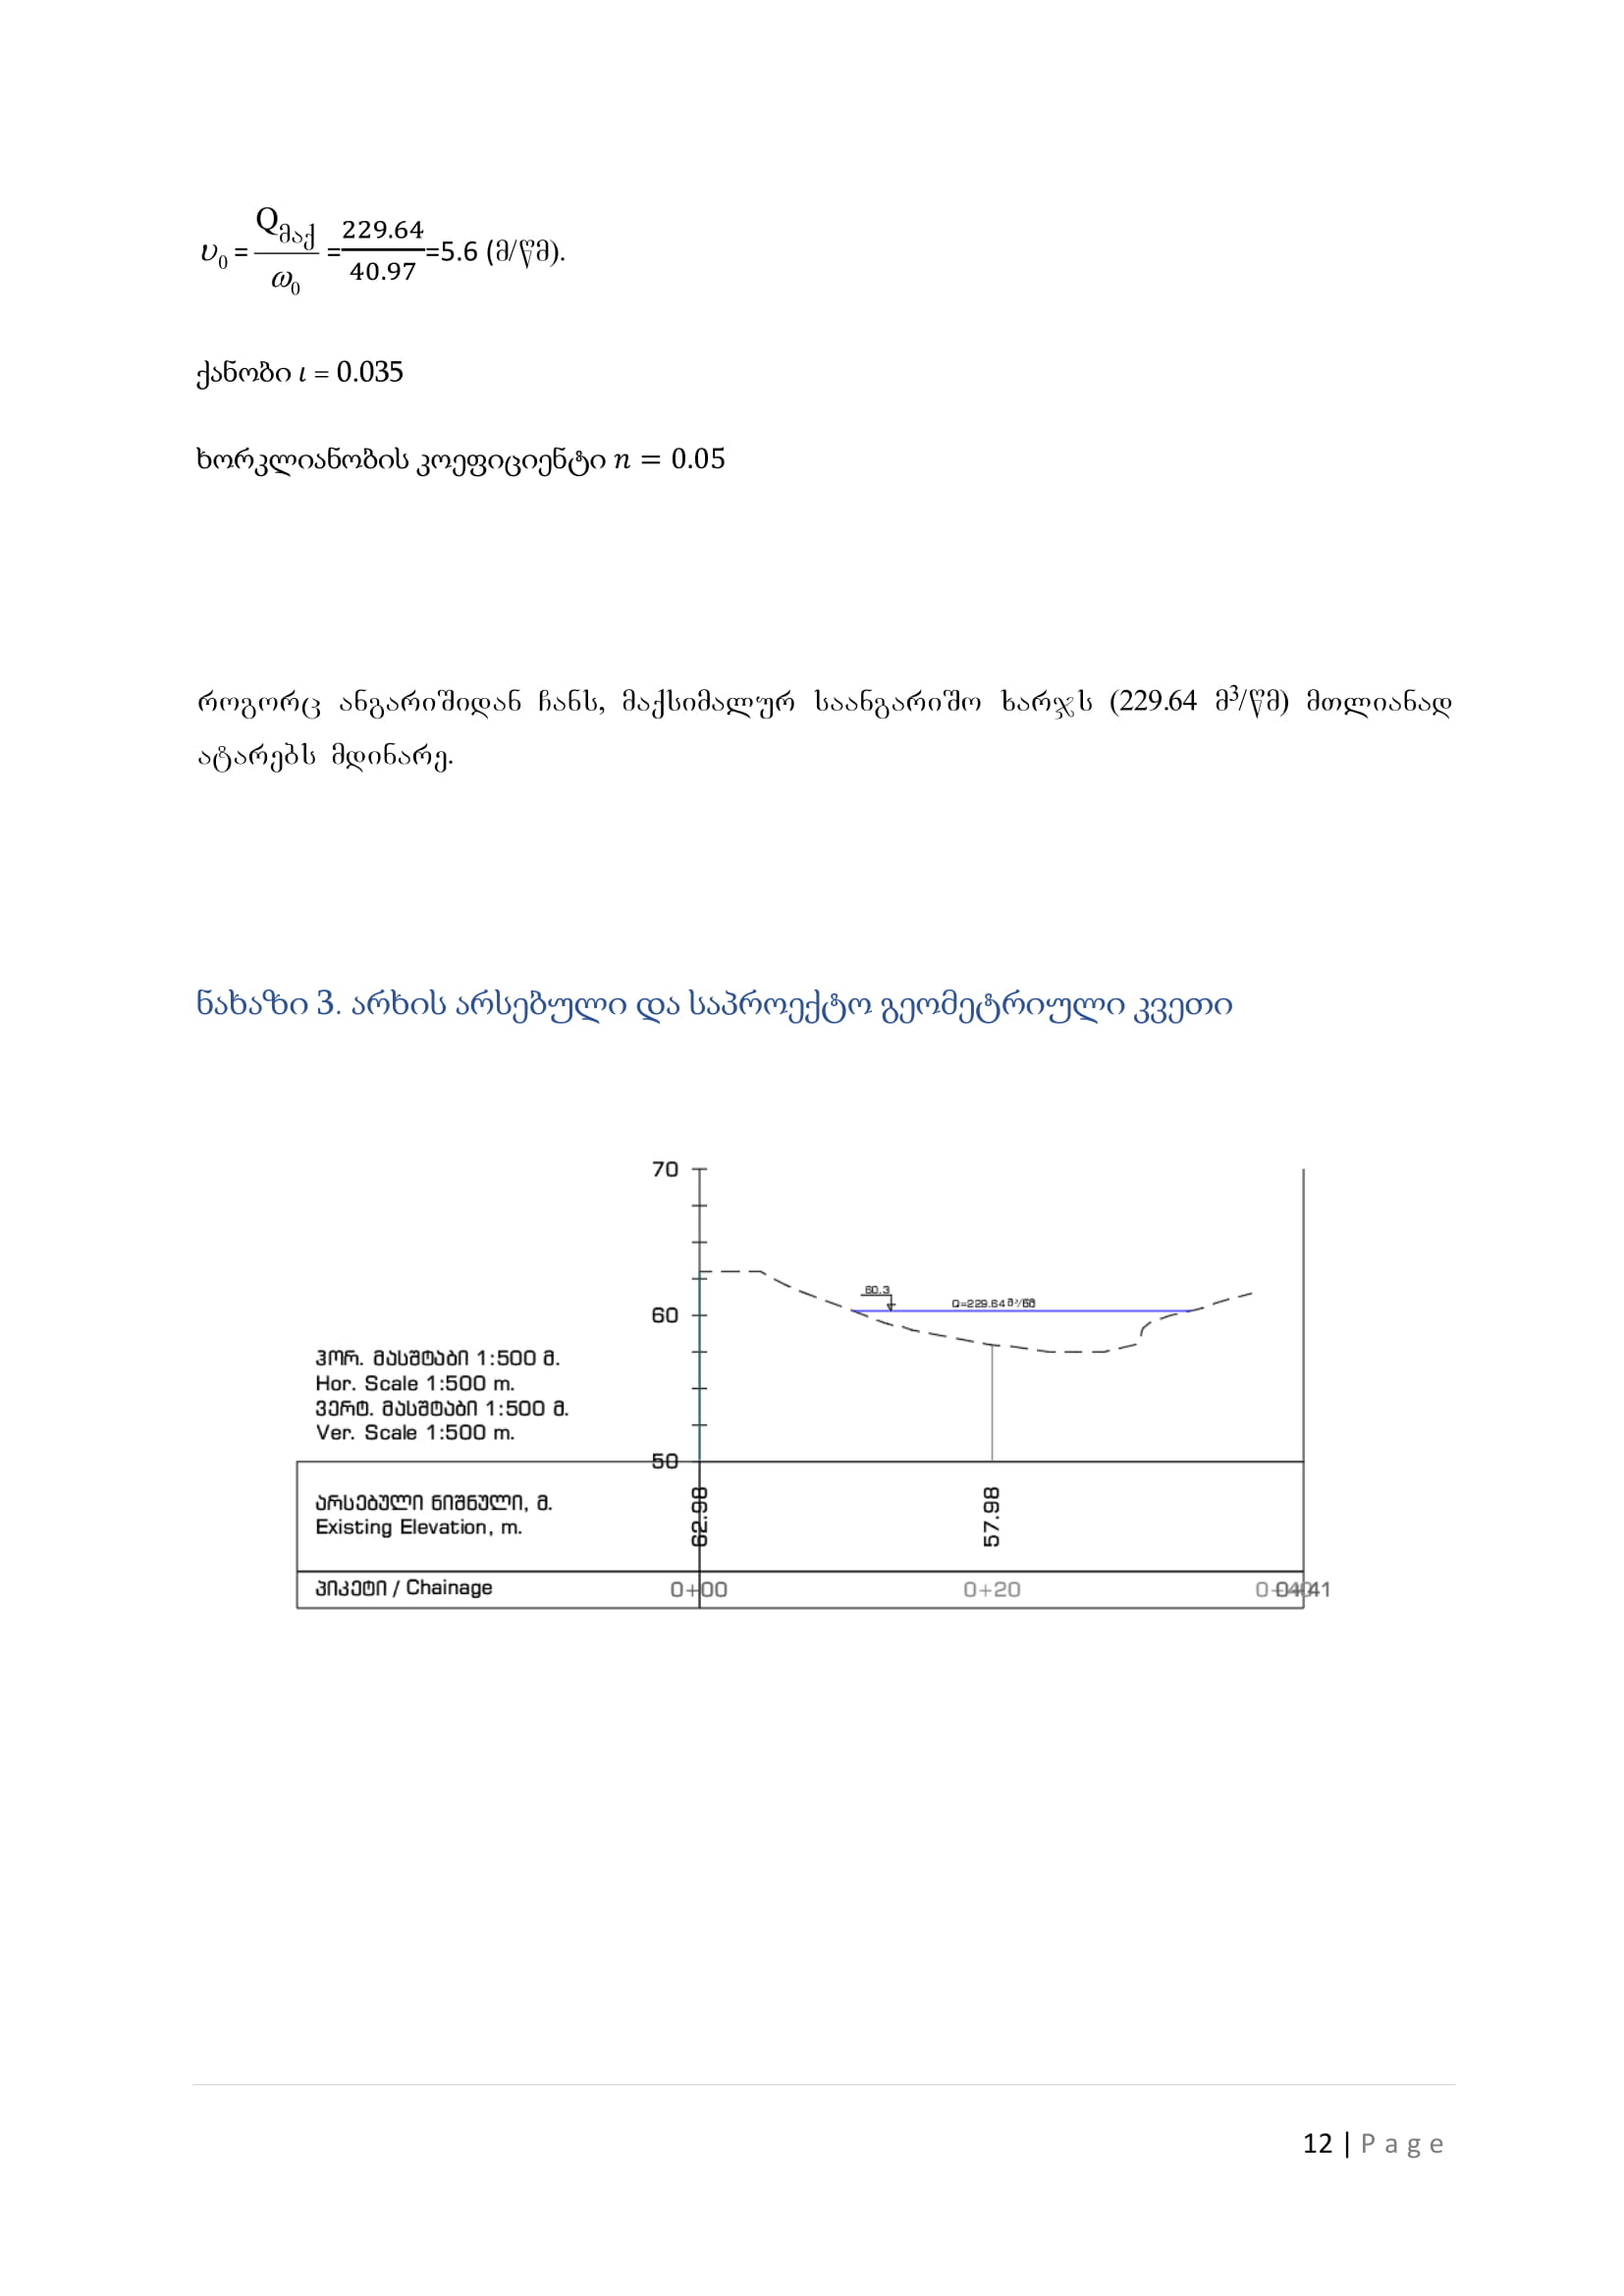 υ₀ = Qმაქ / ω₀ = 229.64 / 40.97 =5.6 (მ/წმ).
ქანობი ι = 0.035
ხორკლიანობის კოეფიციენტი n = 0.05
როგორც ანგარიშიდან ჩანს, მაქსიმალურ საანგარიშო ხარჯს (229.64 მ³/წმ) მთლიანად
ატარებს მდინარე.
ნახაზი 3. არხის არსებული და საპროექტო გეომეტრიული კვეთი
70
60.3
Q=229.64 მ³/წმ
60
ჰორ. მასშტაბი 1:500 მ.
Hor. Scale 1:500 m.
ვერტ. მასშტაბი 1:500 მ.
Ver. Scale 1:500 m.
50
არსებული ნიშნული, მ.
Existing Elevation, m.
62.98
57.98
პიკეტი / Chainage
0+00
0+20
0+40
0+41
12 | Page